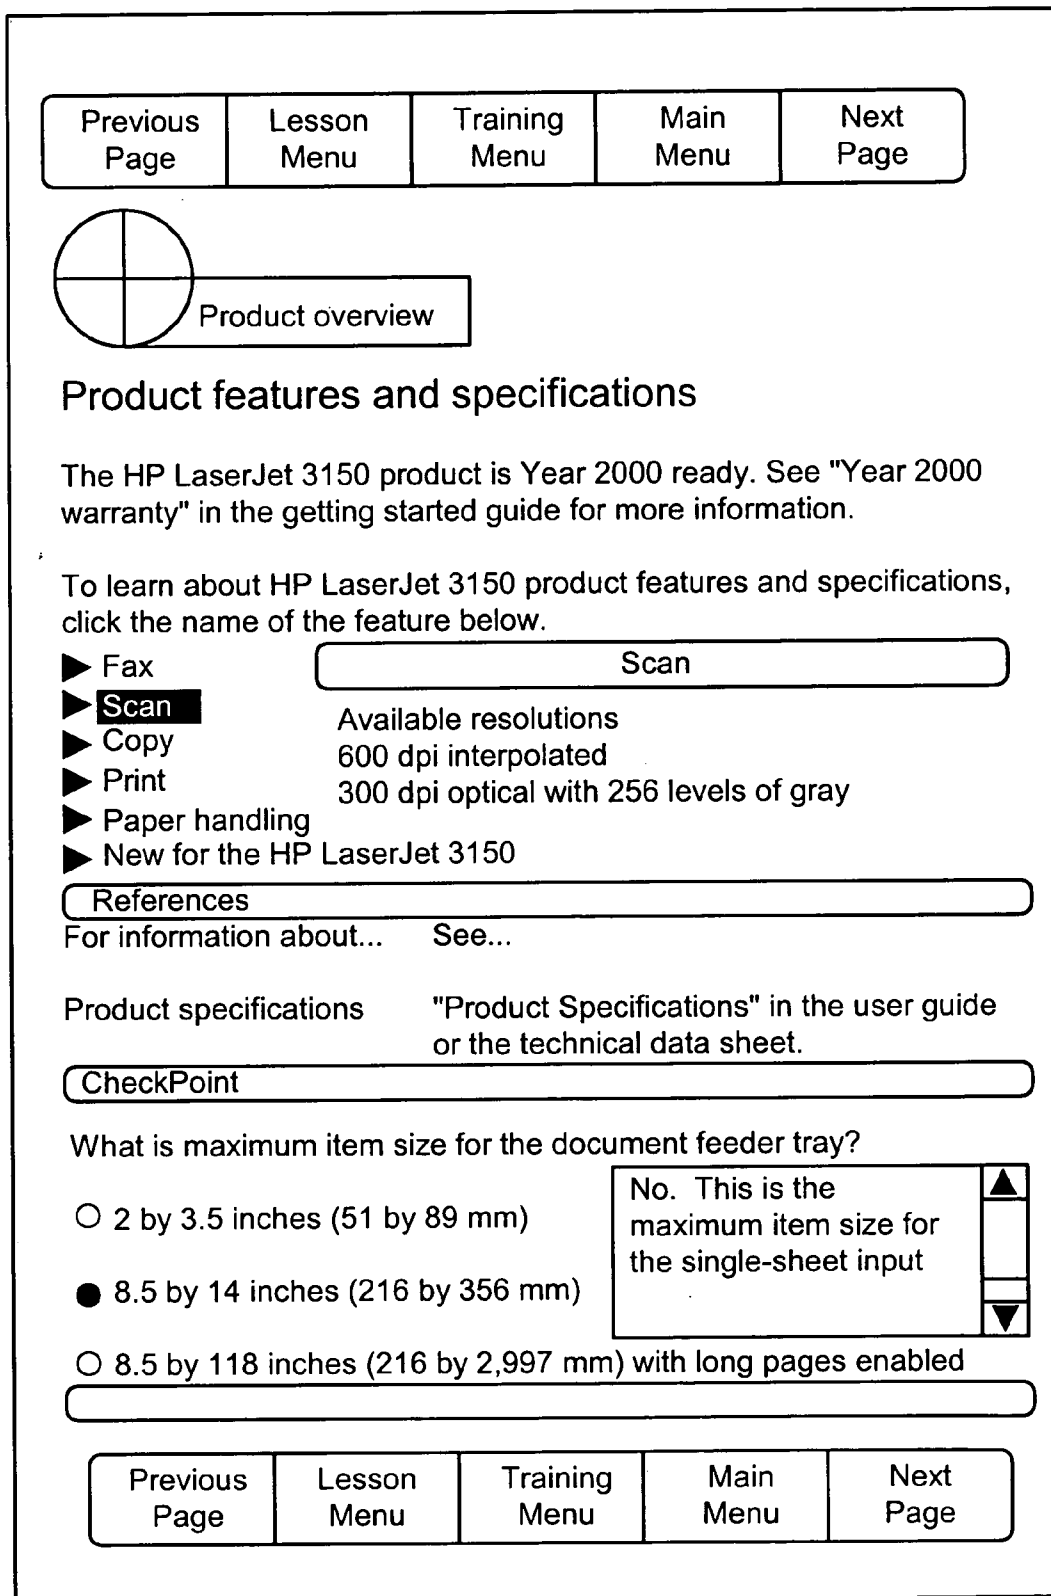 Previous Page
Lesson Menu
Training Menu
Main Menu
Next Page
Product overview
Product features and specifications
The HP LaserJet 3150 product is Year 2000 ready. See "Year 2000
warranty" in the getting started guide for more information.
To learn about HP LaserJet 3150 product features and specifications,
click the name of the feature below.
Fax
Scan
Copy
Print
Paper handling
New for the HP LaserJet 3150
Scan
Available resolutions
600 dpi interpolated
300 dpi optical with 256 levels of gray
References
For information about... See...
Product specifications "Product Specifications" in the user guide
or the technical data sheet.
CheckPoint
What is maximum item size for the document feeder tray?
2 by 3.5 inches (51 by 89 mm)
8.5 by 14 inches (216 by 356 mm)
8.5 by 118 inches (216 by 2,997 mm) with long pages enabled
No. This is the
maximum item size for
the single-sheet input
Previous Page
Lesson Menu
Training Menu
Main Menu
Next Page